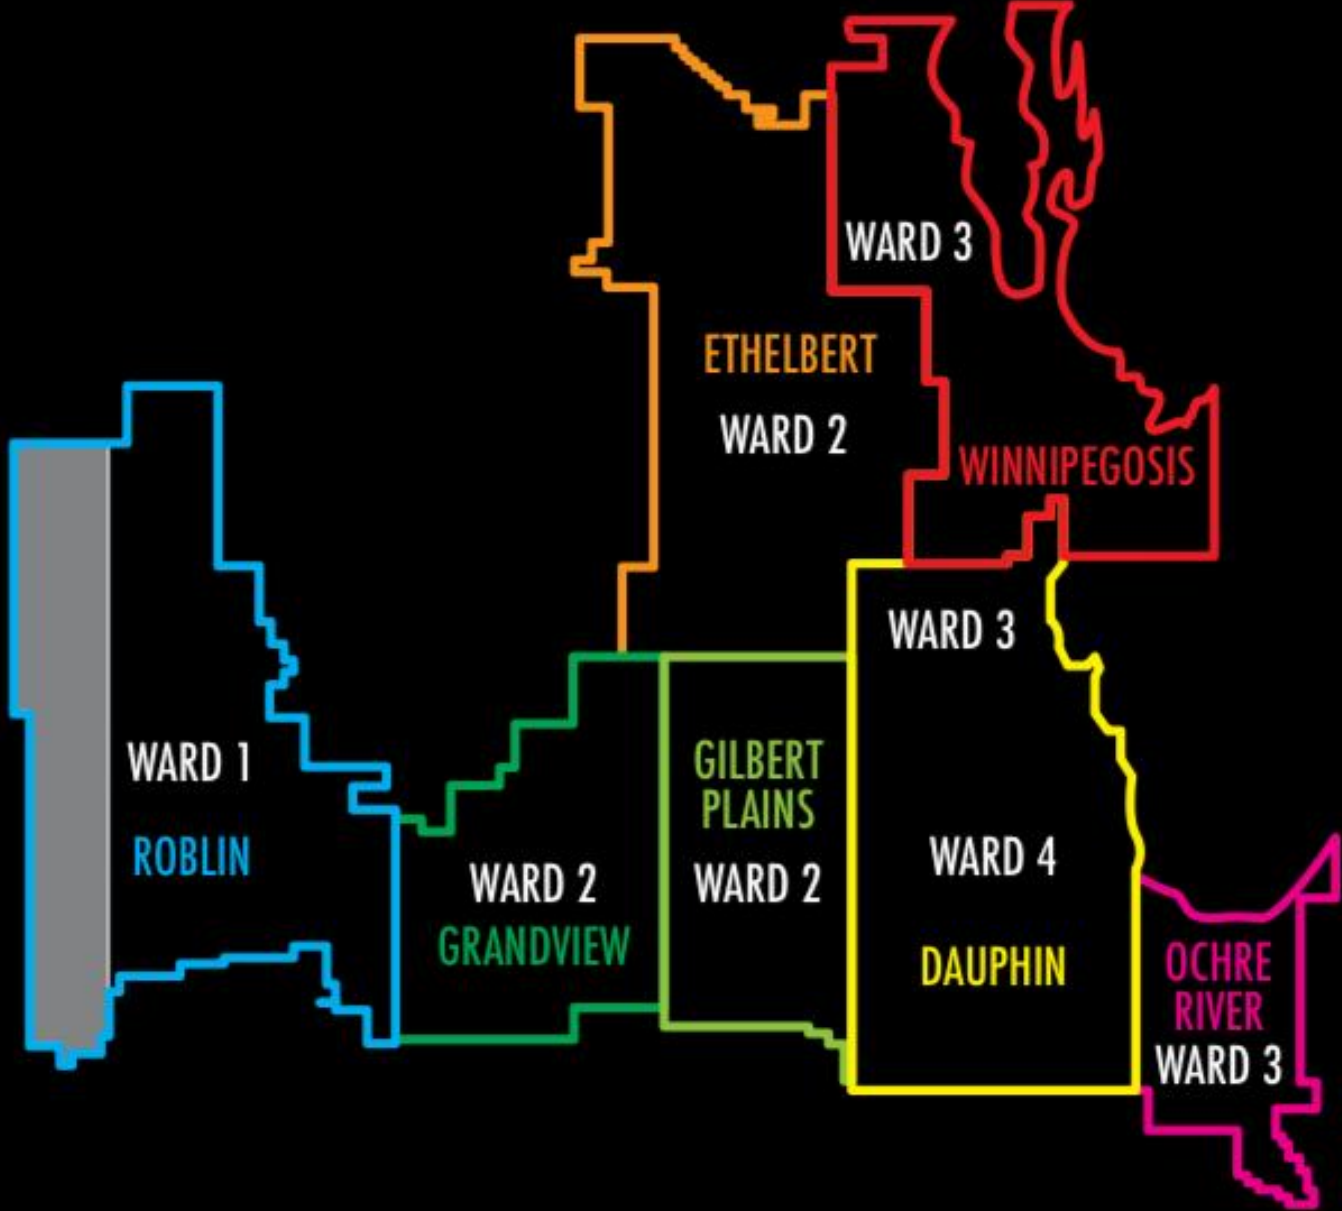 WARD 3
ETHELBERT
WARD 2
WINNIPEGOSIS
WARD 3
WARD 1
ROBLIN
WARD 2
GRANDVIEW
GILBERT
PLAINS
WARD 2
WARD 4
DAUPHIN
OCHRE
RIVER
WARD 3